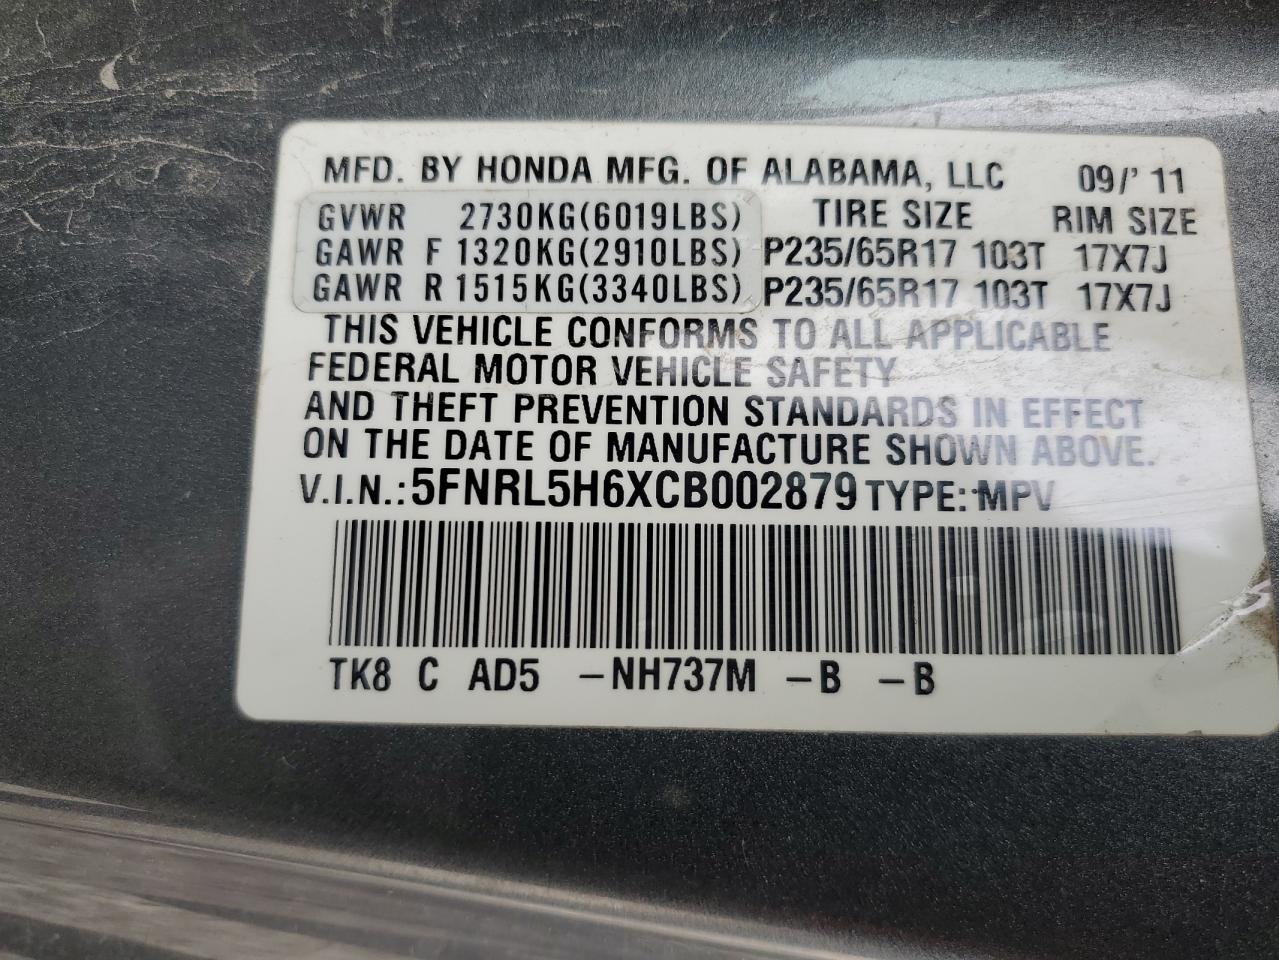 MFD. BY HONDA MFG. OF ALABAMA, LLC 09/' 11
GVWR 2730KG(6019LBS) TIRE SIZE RIM SIZE
GAWR F 1320KG(2910LBS) P235/65R17 103T 17X7J
GAWR R 1515KG(3340LBS) P235/65R17 103T 17X7J
THIS VEHICLE CONFORMS TO ALL APPLICABLE
FEDERAL MOTOR VEHICLE SAFETY
AND THEFT PREVENTION STANDARDS IN EFFECT
ON THE DATE OF MANUFACTURE SHOWN ABOVE.
V.I.N.: 5FNRL5H6XCB002879 TYPE: MPV
TK8 C AD5 –NH737M –B –B